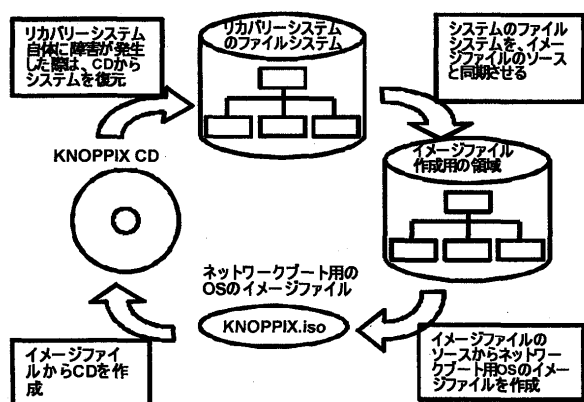 リカバリーシステム
自体に障害が発生
した際は、CDから
システムを復元
リカバリーシステム
のファイルシステム
システムのファイル
システムを、イメー
ジファイルのソース
と同期させる
KNOPPIX CD
イメージファイル
作成用の領域
ネットワークブート用の
OSのイメージファイル
KNOPPIX.iso
イメージファイ
ルからCDを作
成
イメージファイルの
ソースからネットワー
クブート用OSのイメー
ジファイルを作成